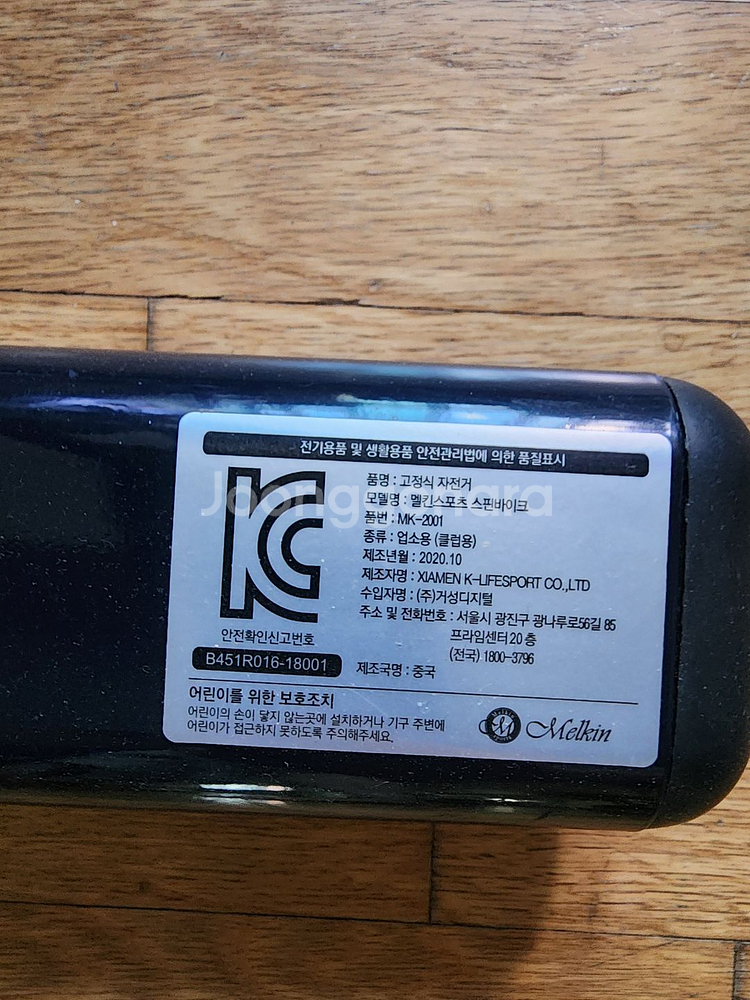 전기용품 및 생활용품 안전관리법에 의한 품질표시
KC
품명 : 고정식 자전거
모델명 : 멜킨스포츠 스핀바이크
품번 : MK-2001
종류 : 업소용 (클럽용)
제조년월 : 2020.10
제조자명 : XIAMEN K-LIFESPORT CO.,LTD
수입자명 : (주)거성디지털
주소 및 전화번호 : 서울시 광진구 광나루로56길 85
프라임센터 20 층
(전국) 1800-3796
제조국명 : 중국
안전확인신고번호
B451R016-18001
어린이를 위한 보호조치
어린이의 손이 닿지 않는곳에 설치하거나 기구 주변에
어린이가 접근하지 못하도록 주의해주세요.
Melkin
Joonggonara